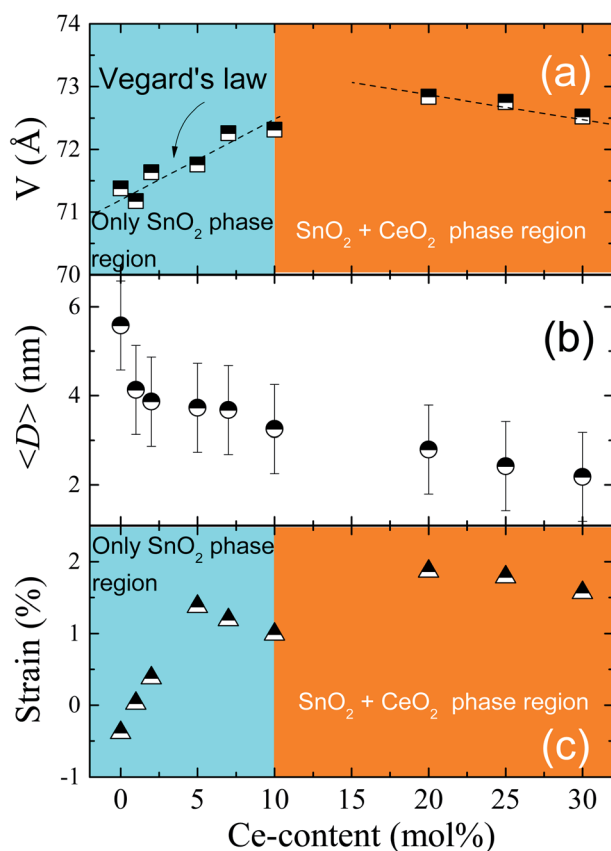 74
73
72
71
70
V (Å)
(a)
Vegard's law
Only SnO₂ phase
region
SnO₂ + CeO₂ phase region
6
4
2
<D> (nm)
(b)
2
1
0
-1
Strain (%)
Only SnO₂ phase
region
SnO₂ + CeO₂ phase region
(c)
0 5 10 15 20 25 30
Ce-content (mol%)